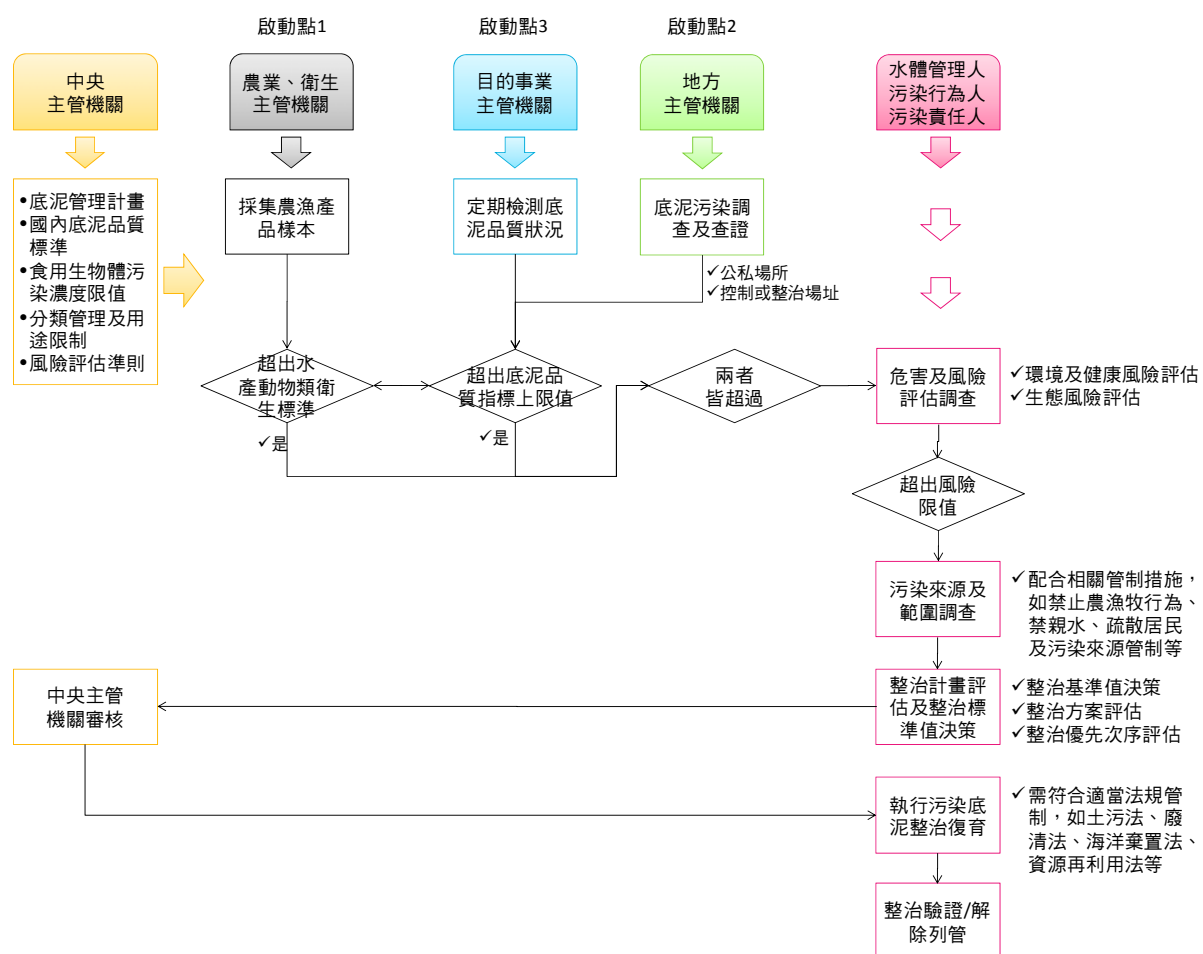 啟動點1
啟動點3
啟動點2
中央
主管機關
農業、衛生
主管機關
目的事業
主管機關
地方
主管機關
水體管理人
污染行為人
污染責任人
•底泥管理計畫
•國內底泥品質
標準
•食用生物體污
染濃度限值
•分類管理及用
途限制
•風險評估準則
採集農漁產
品樣本
定期檢測底
泥品質狀況
底泥污染調
查及查證
✓公私場所
✓控制或整治場址
超出水
產動物類衛
生標準
超出底泥品
質指標上限值
兩者
皆超過
危害及風險
評估調查
✓環境及健康風險評估
✓生態風險評估
✓是
✓是
超出風險
限值
污染來源及
範圍調查
✓配合相關管制措施，
如禁止農漁牧行為、
禁親水、疏散居民
及污染來源管制等
中央主管
機關審核
整治計畫評
估及整治標
準值決策
✓整治基準值決策
✓整治方案評估
✓整治優先次序評估
執行污染底
泥整治復育
✓需符合適當法規管
制，如土污法、廢
清法、海洋棄置法、
資源再利用法等
整治驗證/解
除列管